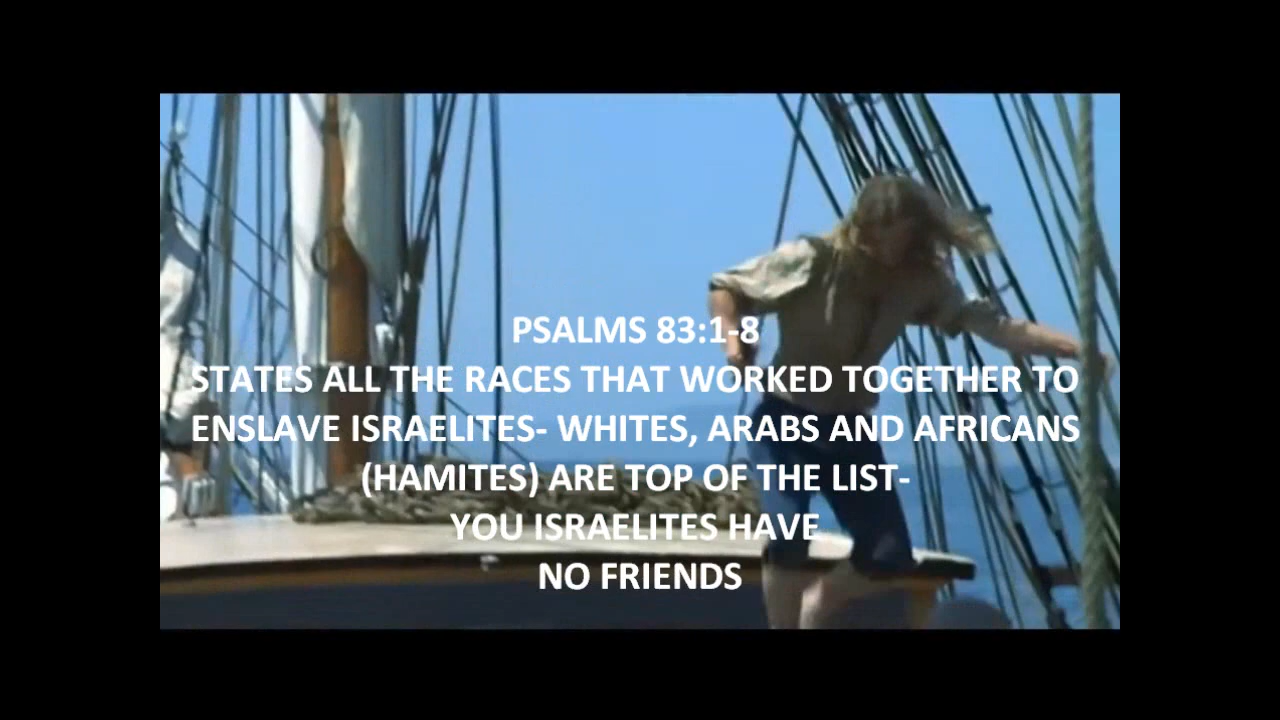 PSALMS 83:1-8
STATES ALL THE RACES THAT WORKED TOGETHER TO
ENSLAVE ISRAELITES- WHITES, ARABS AND AFRICANS
(HAMITES) ARE TOP OF THE LIST-
YOU ISRAELITES HAVE
NO FRIENDS